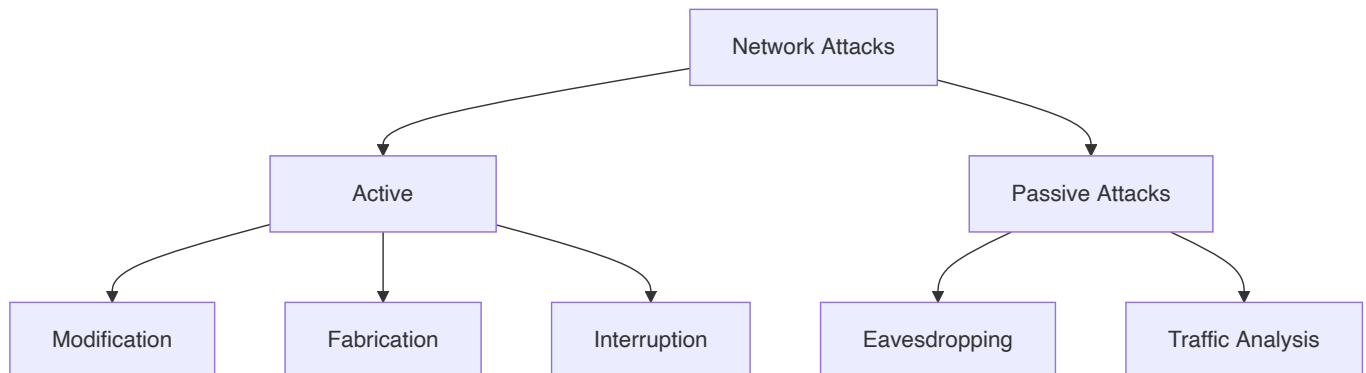 Network Attacks
Active
Passive Attacks
Modification
Fabrication
Interruption
Eavesdropping
Traffic Analysis